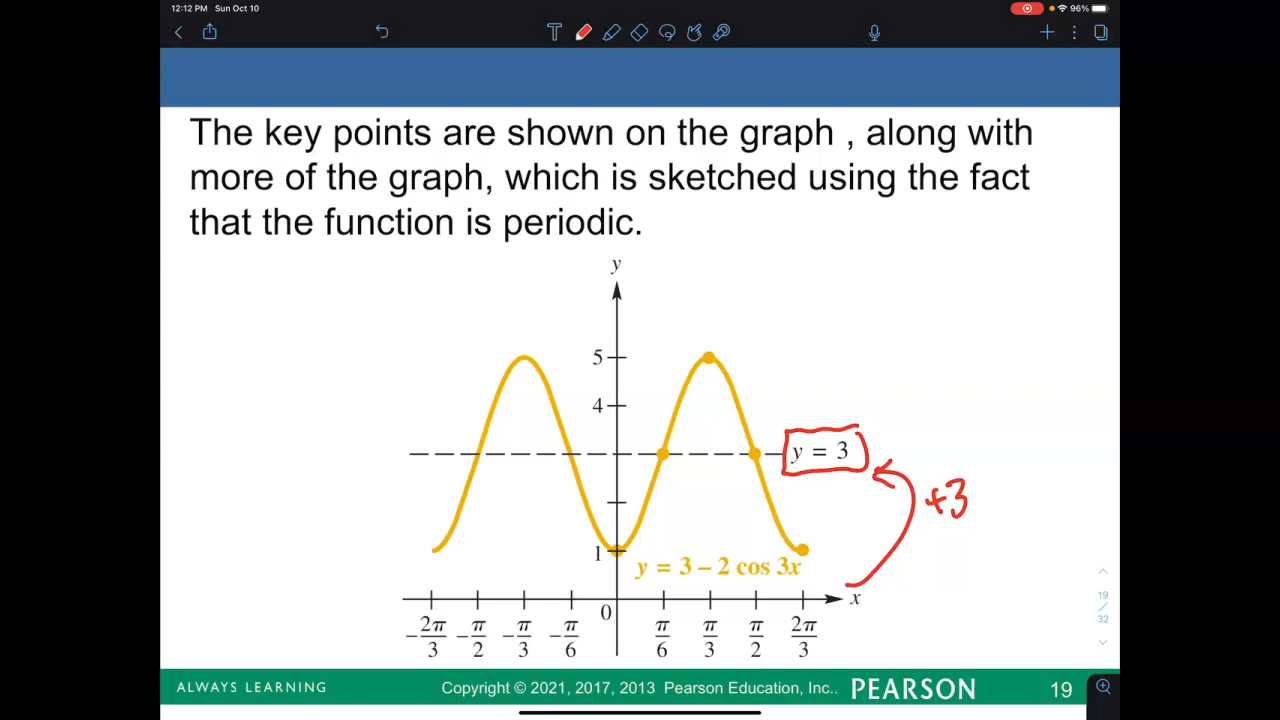 12:12 PM Sun Oct 10
96%
The key points are shown on the graph , along with
more of the graph, which is sketched using the fact
that the function is periodic.
y
5
4
y = 3
+3
1
y = 3 – 2 cos 3x
x
0
−2π/3 −π/2 −π/3 −π/6 π/6 π/3 π/2 2π/3
19
/
32
ALWAYS LEARNING
Copyright © 2021, 2017, 2013 Pearson Education, Inc..
PEARSON
19